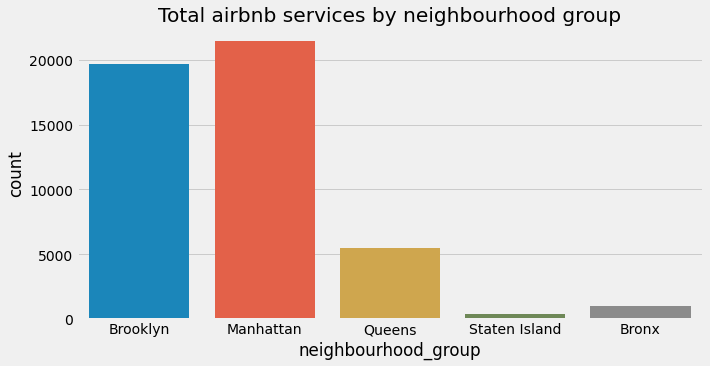 Total airbnb services by neighbourhood group
20000
15000
10000
5000
0
count
Brooklyn Manhattan Queens Staten Island Bronx
neighbourhood_group